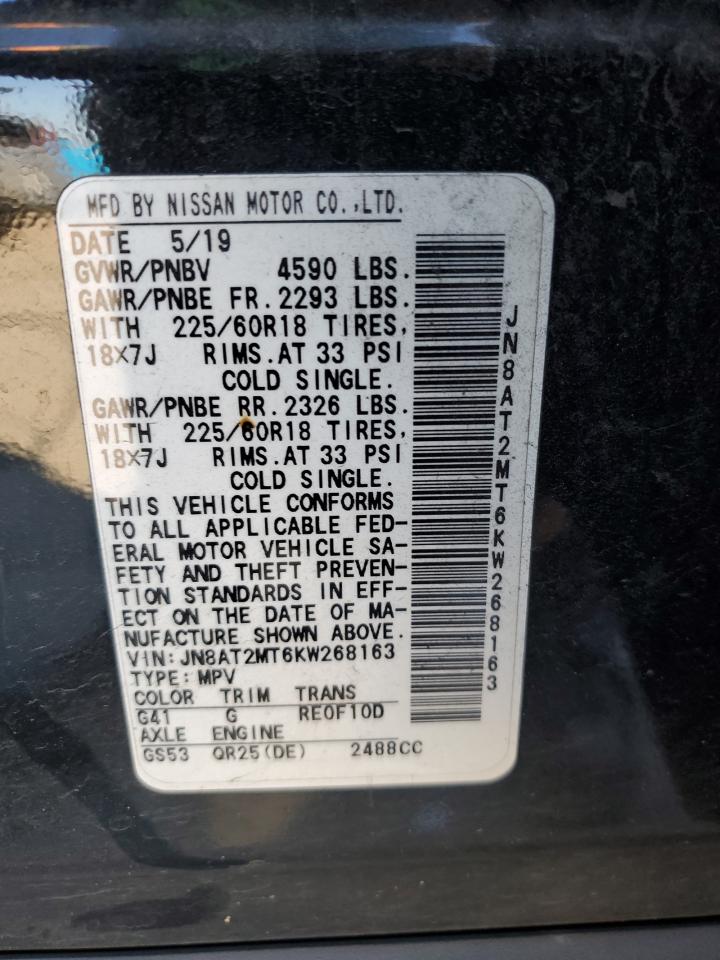 MFD BY NISSAN MOTOR CO.,LTD.
DATE 5/19
GVWR/PNBV 4590 LBS.
GAWR/PNBE FR. 2293 LBS.
WITH 225/60R18 TIRES,
18X7J RIMS.AT 33 PSI
COLD SINGLE.
GAWR/PNBE RR. 2326 LBS.
WITH 225/60R18 TIRES,
18X7J RIMS.AT 33 PSI
COLD SINGLE.
THIS VEHICLE CONFORMS
TO ALL APPLICABLE FED-
ERAL MOTOR VEHICLE SA-
FETY AND THEFT PREVEN-
TION STANDARDS IN EFF-
ECT ON THE DATE OF MA-
NUFACTURE SHOWN ABOVE.
VIN:JN8AT2MT6KW268163
TYPE:MPV
COLOR TRIM TRANS
G41 G RE0F10D
AXLE ENGINE
GS53 QR25(DE) 2488CC
JN8AT2MT6KW268163